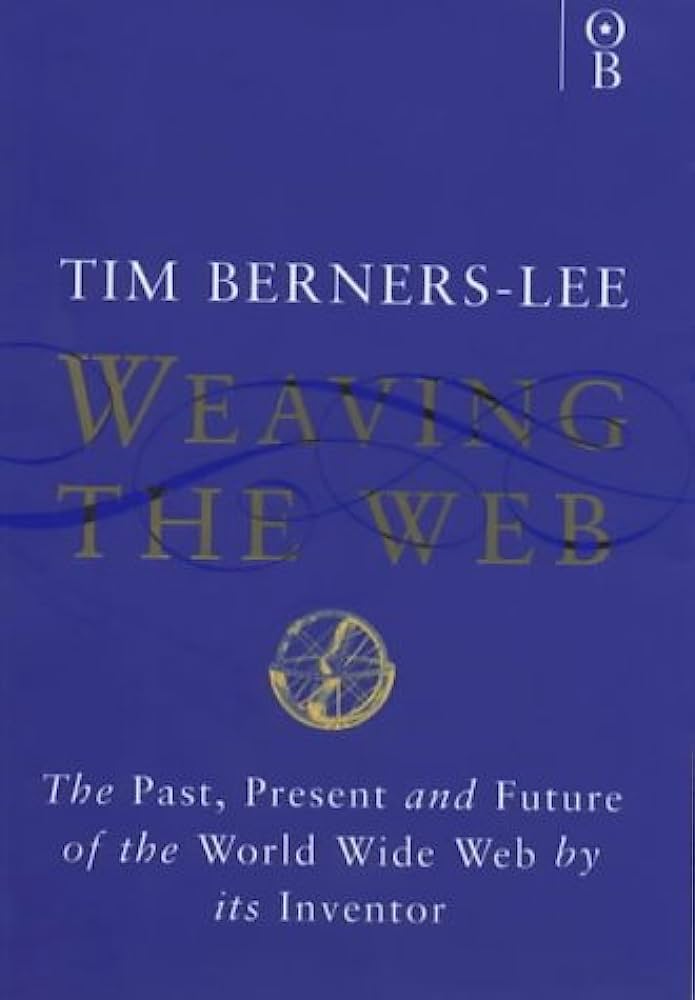 O
B
TIM BERNERS-LEE
WEAVING
THE WEB
The Past, Present and Future
of the World Wide Web by
its Inventor